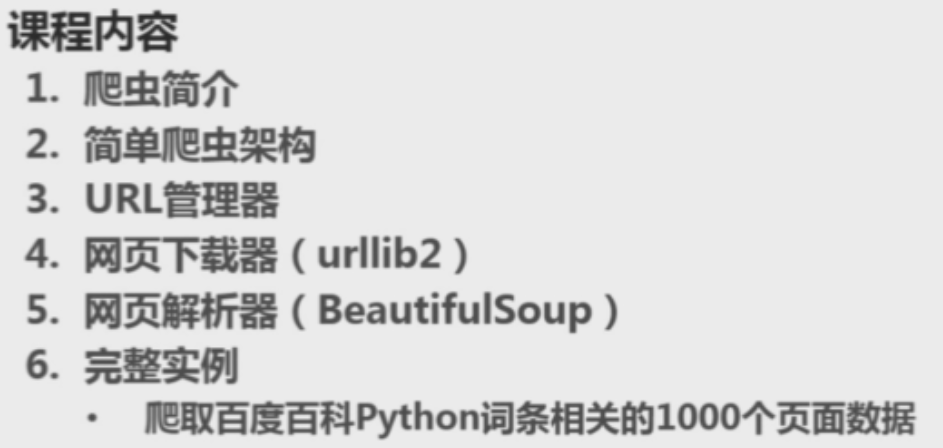 课程内容
1. 爬虫简介
2. 简单爬虫架构
3. URL管理器
4. 网页下载器（urllib2）
5. 网页解析器（BeautifulSoup）
6. 完整实例
• 爬取百度百科Python词条相关的1000个页面数据